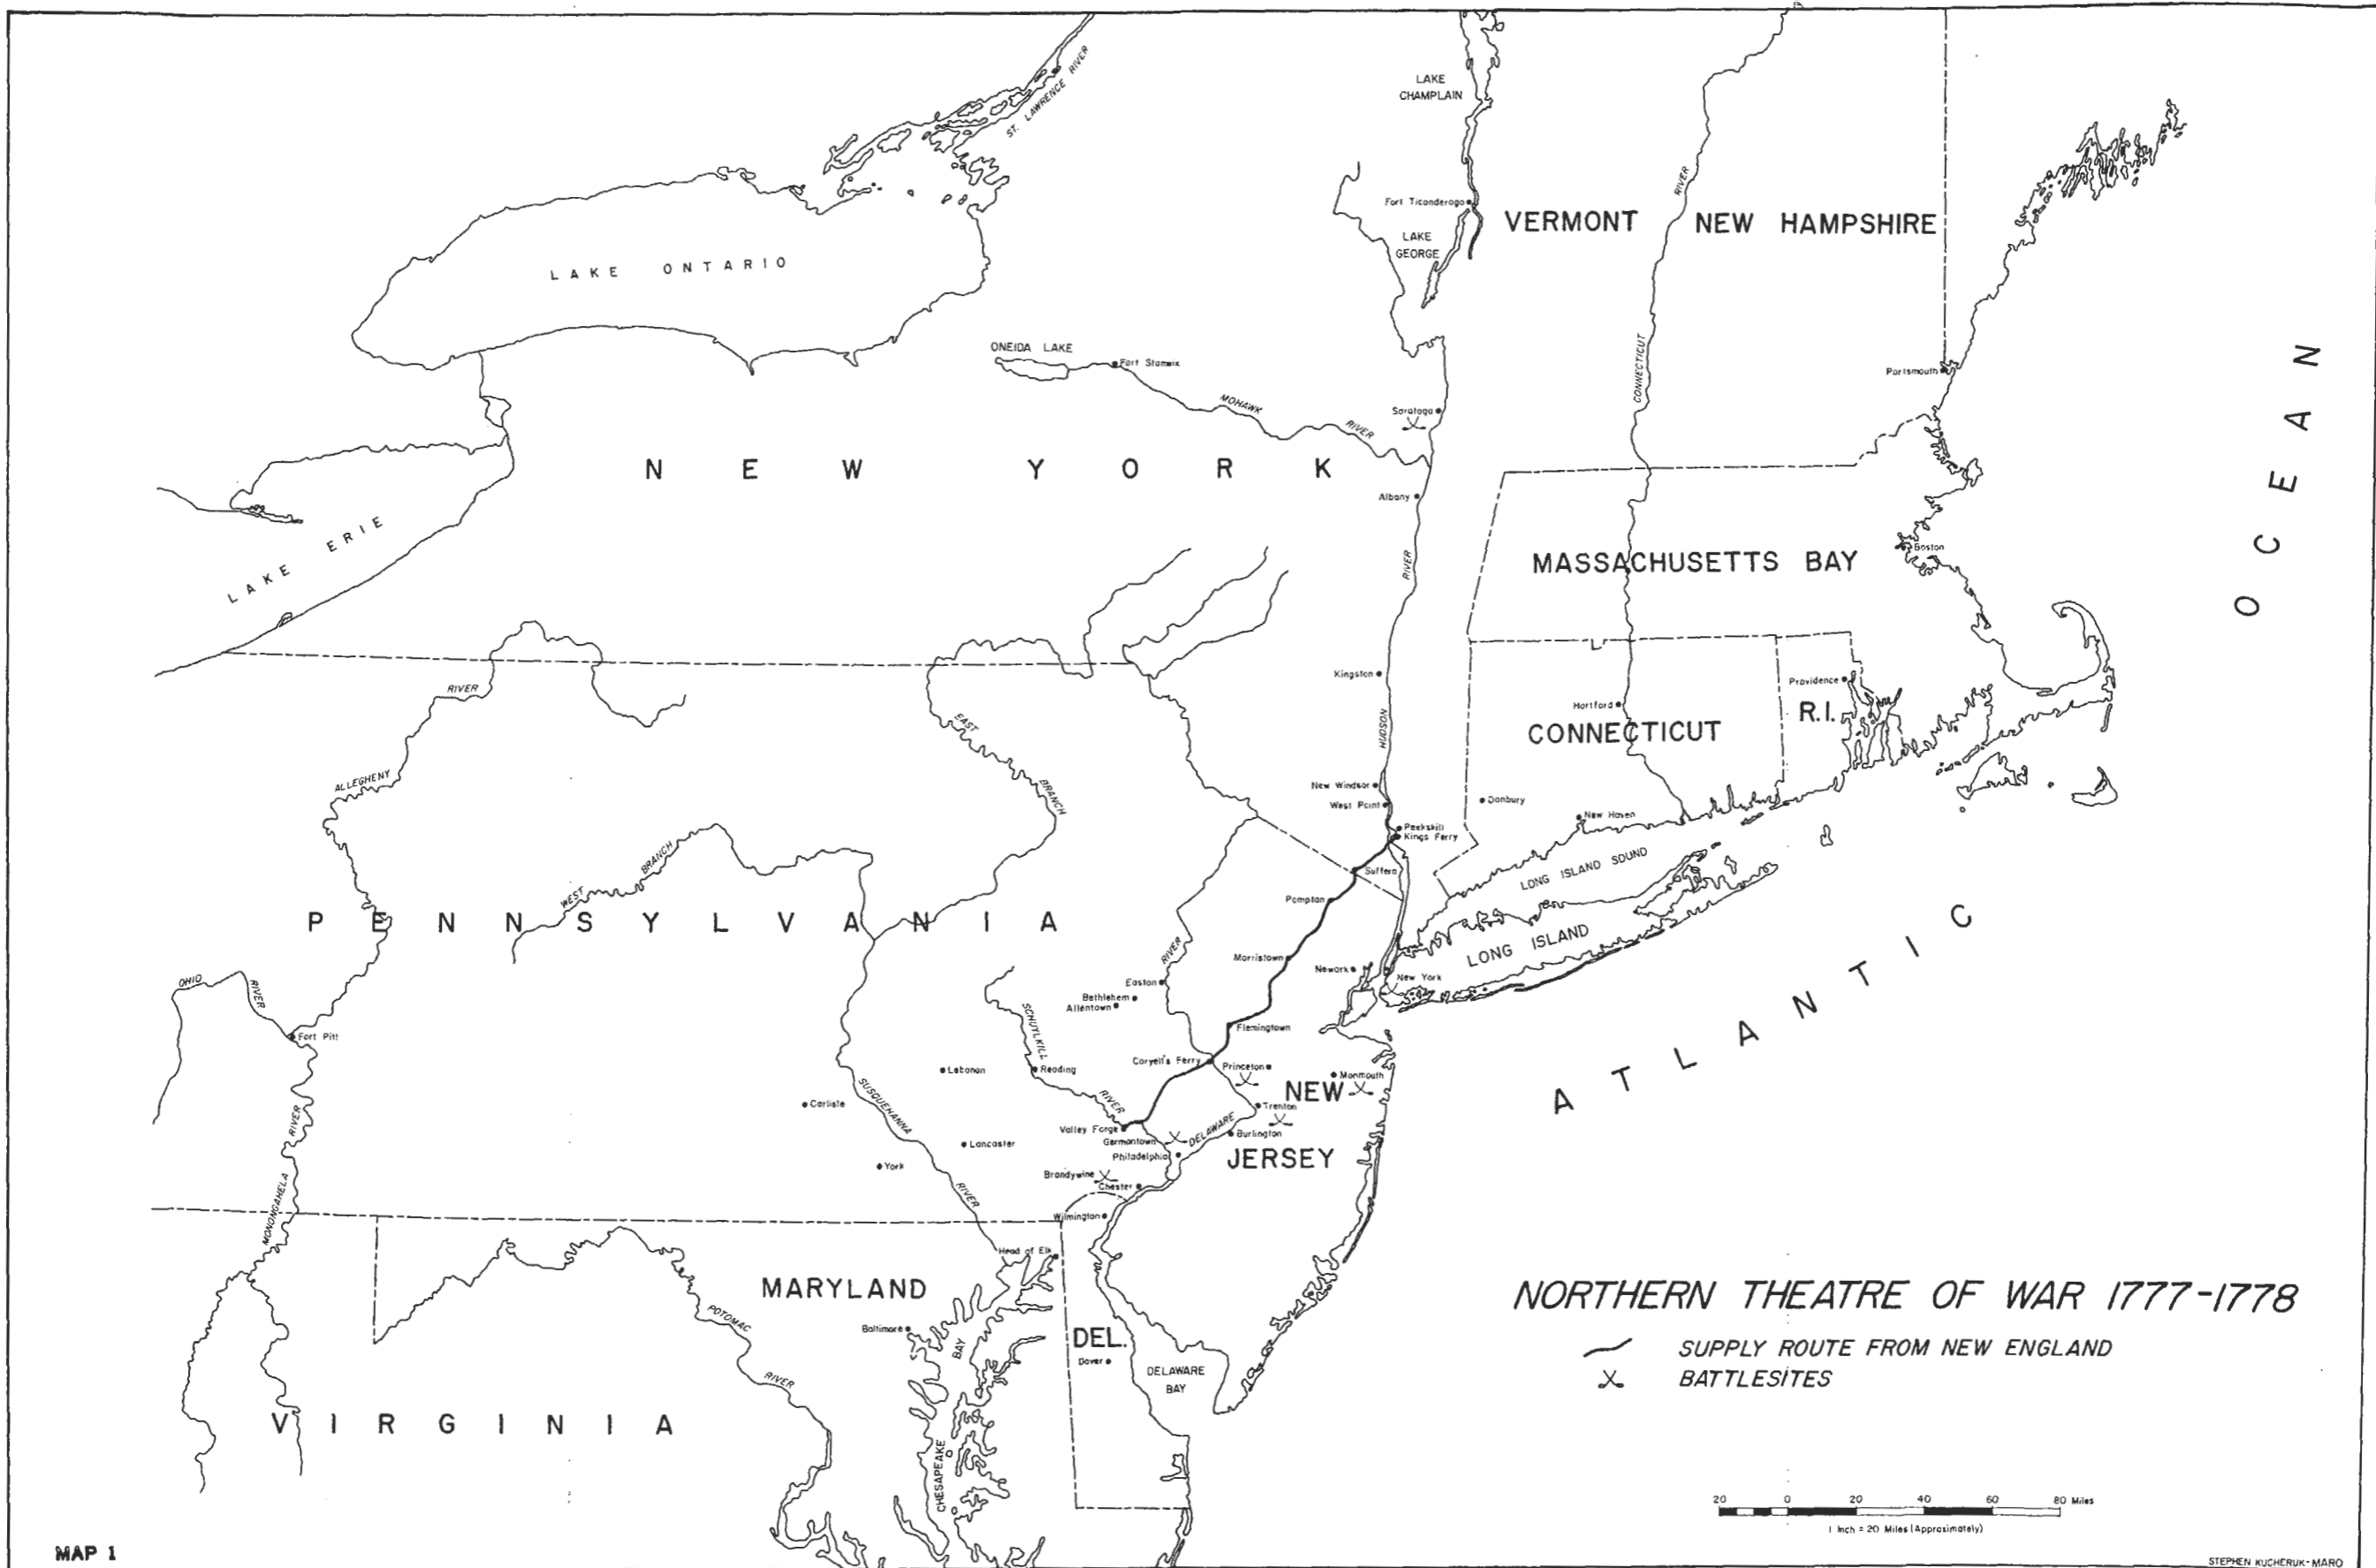 ST. LAWRENCE RIVER
LAKE
CHAMPLAIN
RIVER
Fort Ticonderoga
VERMONT
NEW HAMPSHIRE
LAKE
GEORGE
LAKE ONTARIO
ONEIDA LAKE
Fort Stanwix
MOHAWK
RIVER
CONNECTICUT
Portsmouth
Saratoga
NEW YORK
Albany
OCEAN
LAKE ERIE
RIVER
MASSACHUSETTS BAY
Boston
Kingston
Providence
RIVER
Hartford
R.I.
HUDSON
CONNECTICUT
EAST
BRANCH
ALLEGHENY
New Windsor
West Point
Danbury
New Haven
Peekskill
Kings Ferry
WEST
BRANCH
Suffern
LONG ISLAND SOUND
Pompton
PENNSYLVANIA
RIVER
LONG ISLAND
ATLANTIC
Morristown
Newark
New York
OHIO
RIVER
Easton
Bethlehem
Allentown
SCHUYLKILL
Flemingtown
Fort Pitt
Coryell's Ferry
Princeton
Lebanon
Reading
Monmouth
NEW
Carlisle
SUSQUEHANNA
RIVER
Trenton
RIVER
Valley Forge
Germantown
DELAWARE
Burlington
Lancaster
Philadelphia
JERSEY
York
Brandywine
Chester
MONONGAHELA
RIVER
Wilmington
Head of Elk
MARYLAND
POTOMAC
Baltimore
BAY
DEL.
Dover
DELAWARE
BAY
RIVER
VIRGINIA
CHESAPEAKE
NORTHERN THEATRE OF WAR 1777-1778
SUPPLY ROUTE FROM NEW ENGLAND
BATTLESITES
20 0 20 40 60 80 Miles
1 Inch = 20 Miles (Approximately)
MAP 1
STEPHEN KUCHERUK-MARO